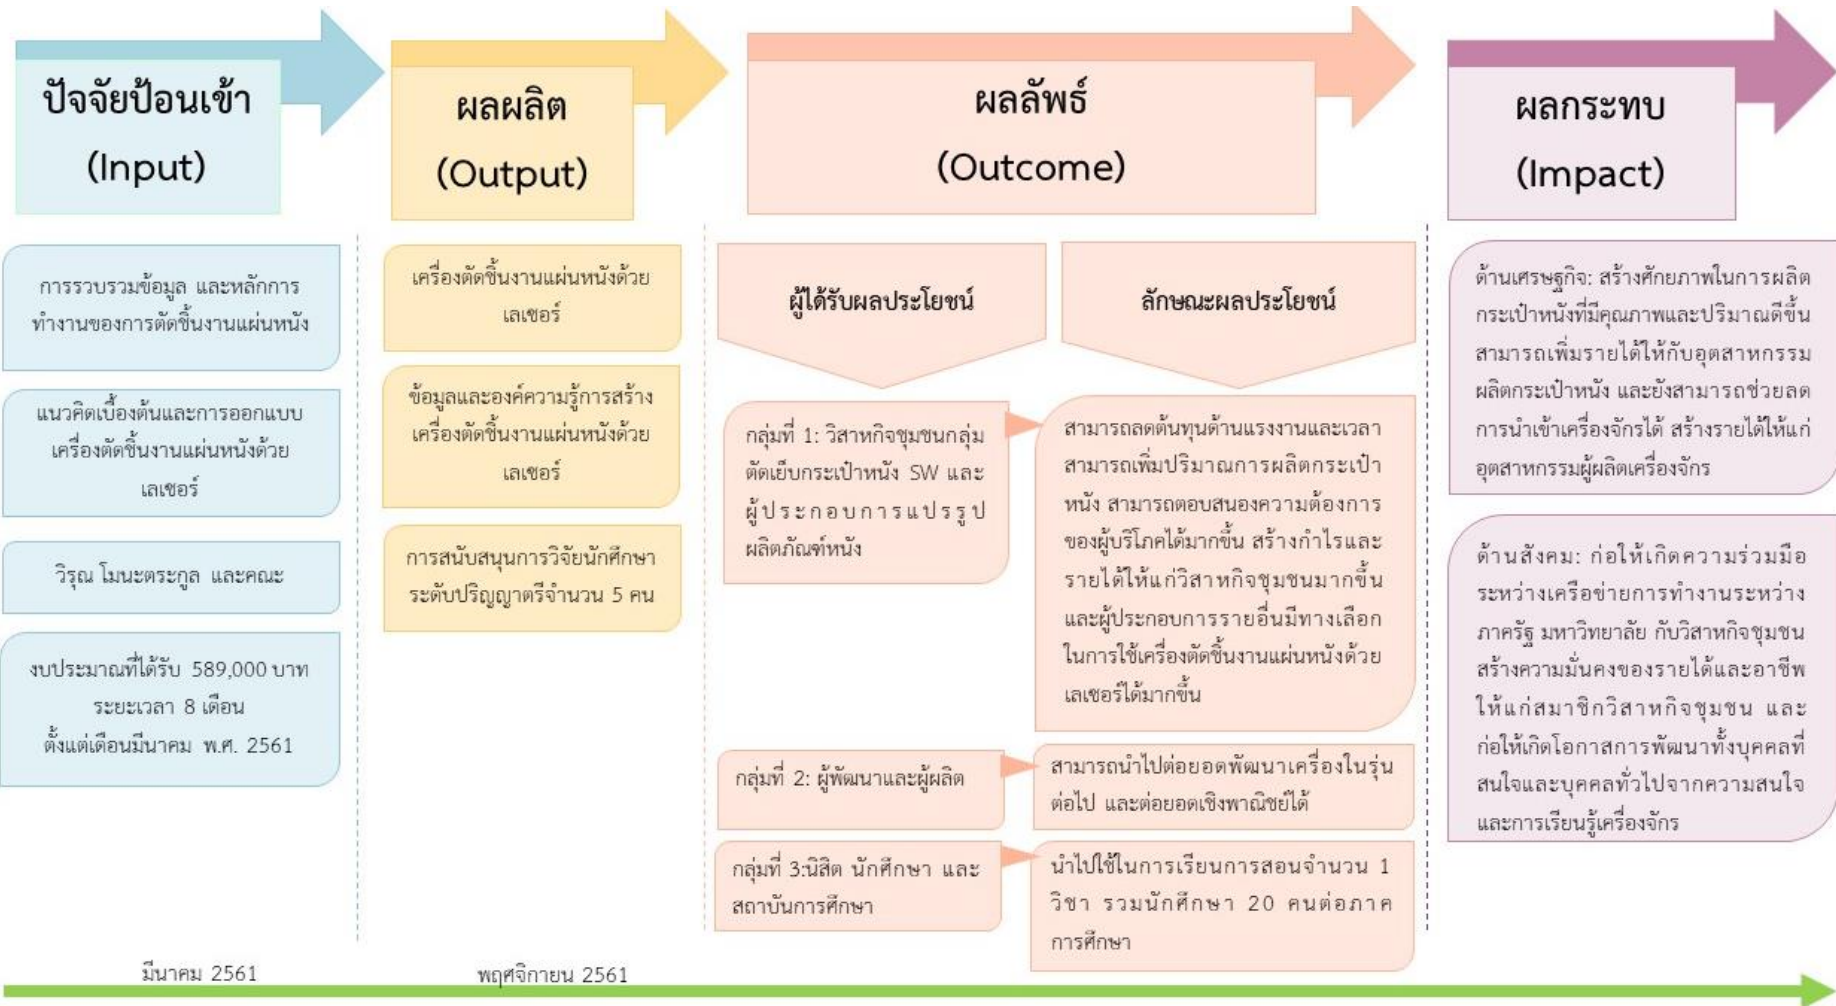 ปัจจัยป้อนเข้า
(Input)
การรวบรวมข้อมูล และหลักการ
ทำงานของการตัดชิ้นงานแผ่นหนัง
แนวคิดเบื้องต้นและการออกแบบ
เครื่องตัดชิ้นงานแผ่นหนังด้วย
เลเซอร์
วิรุณ โมนะตระกูล และคณะ
งบประมาณที่ได้รับ 589,000 บาท
ระยะเวลา 8 เดือน
ตั้งแต่เดือนมีนาคม พ.ศ. 2561
ผลผลิต
(Output)
เครื่องตัดชิ้นงานแผ่นหนังด้วย
เลเซอร์
ข้อมูลและองค์ความรู้การสร้าง
เครื่องตัดชิ้นงานแผ่นหนังด้วย
เลเซอร์
การสนับสนุนการวิจัยนักศึกษา
ระดับปริญญาตรีจำนวน 5 คน
ผลลัพธ์
(Outcome)
ผู้ได้รับผลประโยชน์
ลักษณะผลประโยชน์
กลุ่มที่ 1: วิสาหกิจชุมชนกลุ่ม
ตัดเย็บกระเป๋าหนัง SW และ
ผู้ประกอบการแปรรูป
ผลิตภัณฑ์หนัง
สามารถลดต้นทุนด้านแรงงานและเวลา
สามารถเพิ่มปริมาณการผลิตกระเป๋า
หนัง สามารถตอบสนองความต้องการ
ของผู้บริโภคได้มากขึ้น สร้างกำไรและ
รายได้ให้แก่วิสาหกิจชุมชนมากขึ้น
และผู้ประกอบการรายอื่นมีทางเลือก
ในการใช้เครื่องตัดชิ้นงานแผ่นหนังด้วย
เลเซอร์ได้มากขึ้น
กลุ่มที่ 2: ผู้พัฒนาและผู้ผลิต
สามารถนำไปต่อยอดพัฒนาเครื่องในรุ่น
ต่อไป และต่อยอดเชิงพาณิชย์ได้
กลุ่มที่ 3:นิสิต นักศึกษา และ
สถาบันการศึกษา
นำไปใช้ในการเรียนการสอนจำนวน 1
วิชา รวมนักศึกษา 20 คนต่อภาค
การศึกษา
ผลกระทบ
(Impact)
ด้านเศรษฐกิจ: สร้างศักยภาพในการผลิต
กระเป๋าหนังที่มีคุณภาพและปริมาณดีขึ้น
สามารถเพิ่มรายได้ให้กับอุตสาหกรรม
ผลิตกระเป๋าหนัง และยังสามารถช่วยลด
การนำเข้าเครื่องจักรได้ สร้างรายได้ให้แก่
อุตสาหกรรมผู้ผลิตเครื่องจักร
ด้านสังคม: ก่อให้เกิดความร่วมมือ
ระหว่างเครือข่ายการทำงานระหว่าง
ภาครัฐ มหาวิทยาลัย กับวิสาหกิจชุมชน
สร้างความมั่นคงของรายได้และอาชีพ
ให้แก่สมาชิกวิสาหกิจชุมชน และ
ก่อให้เกิดโอกาสการพัฒนาทั้งบุคคลที่
สนใจและบุคคลทั่วไปจากความสนใจ
และการเรียนรู้เครื่องจักร
มีนาคม 2561
พฤศจิกายน 2561